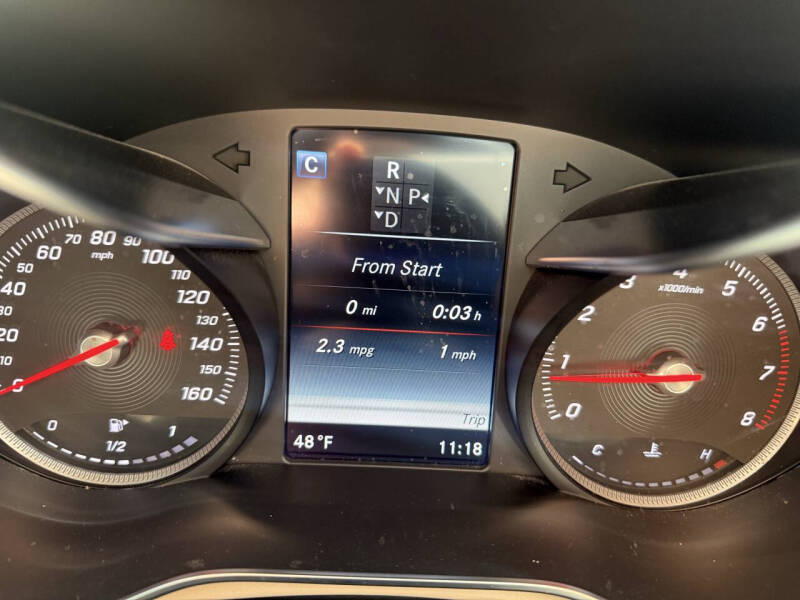 C
R
N P
D
From Start
0 mi 0:03 h
2.3 mpg 1 mph
Trip
48°F 11:18
0
10
20
40
50
60
70
80
90
100
110
120
130
140
150
160
mph
0 1/2 1
0
1
2
3
4
5
6
7
8
x1000/min
C H